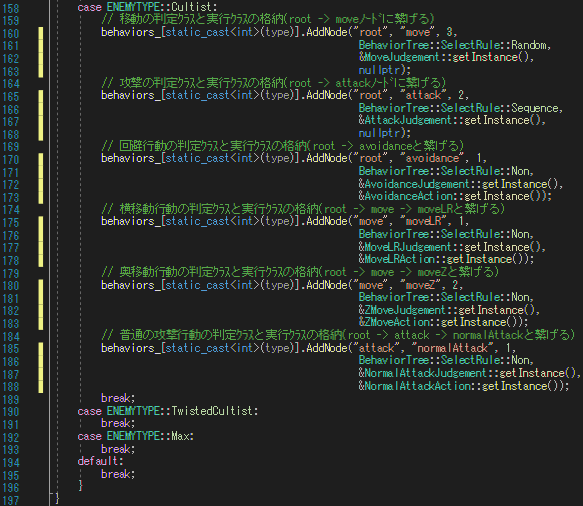 158 case ENEMYTYPE::Cultist:
159 // 移動の判定クラスと実行クラスの格納(root -> moveノードに繋げる)
160 behaviors_[static_cast<int>(type)].AddNode("root", "move", 3,
161 BehaviorTree::SelectRule::Random,
162 &MoveJudgement::getInstance(),
163 nullptr);
164 // 攻撃の判定クラスと実行クラスの格納(root -> attackノードに繋げる)
165 behaviors_[static_cast<int>(type)].AddNode("root", "attack", 2,
166 BehaviorTree::SelectRule::Sequence,
167 &AttackJudgement::getInstance(),
168 nullptr);
169 // 回避行動の判定クラスと実行クラスの格納(root -> avoidanceと繋げる)
170 behaviors_[static_cast<int>(type)].AddNode("root", "avoidance", 1,
171 BehaviorTree::SelectRule::Non,
172 &AvoidanceJudgement::getInstance(),
173 &AvoidanceAction::getInstance());
174 // 横移動行動の判定クラスと実行クラスの格納(root -> move -> moveLRと繋げる)
175 behaviors_[static_cast<int>(type)].AddNode("move", "moveLR", 1,
176 BehaviorTree::SelectRule::Non,
177 &MoveLRJudgement::getInstance(),
178 &MoveLRAction::getInstance());
179 // 奥移動行動の判定クラスと実行クラスの格納(root -> move -> moveZと繋げる)
180 behaviors_[static_cast<int>(type)].AddNode("move", "moveZ", 2,
181 BehaviorTree::SelectRule::Non,
182 &ZMoveJudgement::getInstance(),
183 &ZMoveAction::getInstance());
184 // 普通の攻撃行動の判定クラスと実行クラスの格納(root -> attack -> normalAttackと繋げる)
185 behaviors_[static_cast<int>(type)].AddNode("attack", "normalAttack", 1,
186 BehaviorTree::SelectRule::Non,
187 &NormalAttackJudgement::getInstance(),
188 &NormalAttackAction::getInstance());
189 break;
190 case ENEMYTYPE::TwistedCultist:
191 break;
192 case ENEMYTYPE::Max:
193 break;
194 default:
195 break;
196 }
197 }